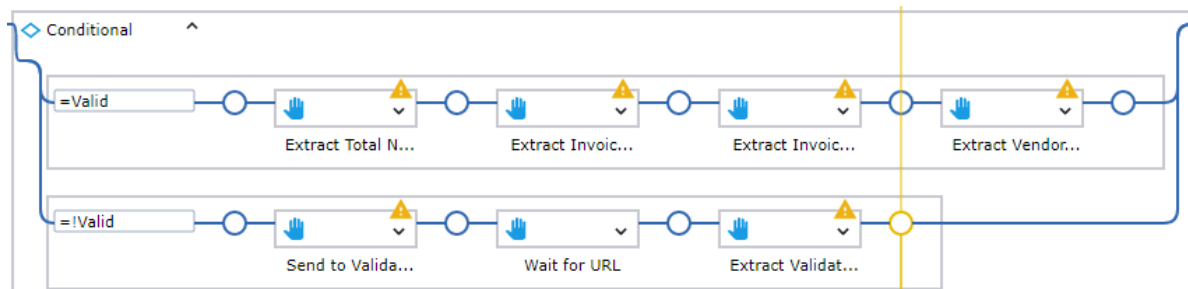 Conditional
=Valid
Extract Total N...
Extract Invoic...
Extract Invoic...
Extract Vendor...
=!Valid
Send to Valida...
Wait for URL
Extract Validat...